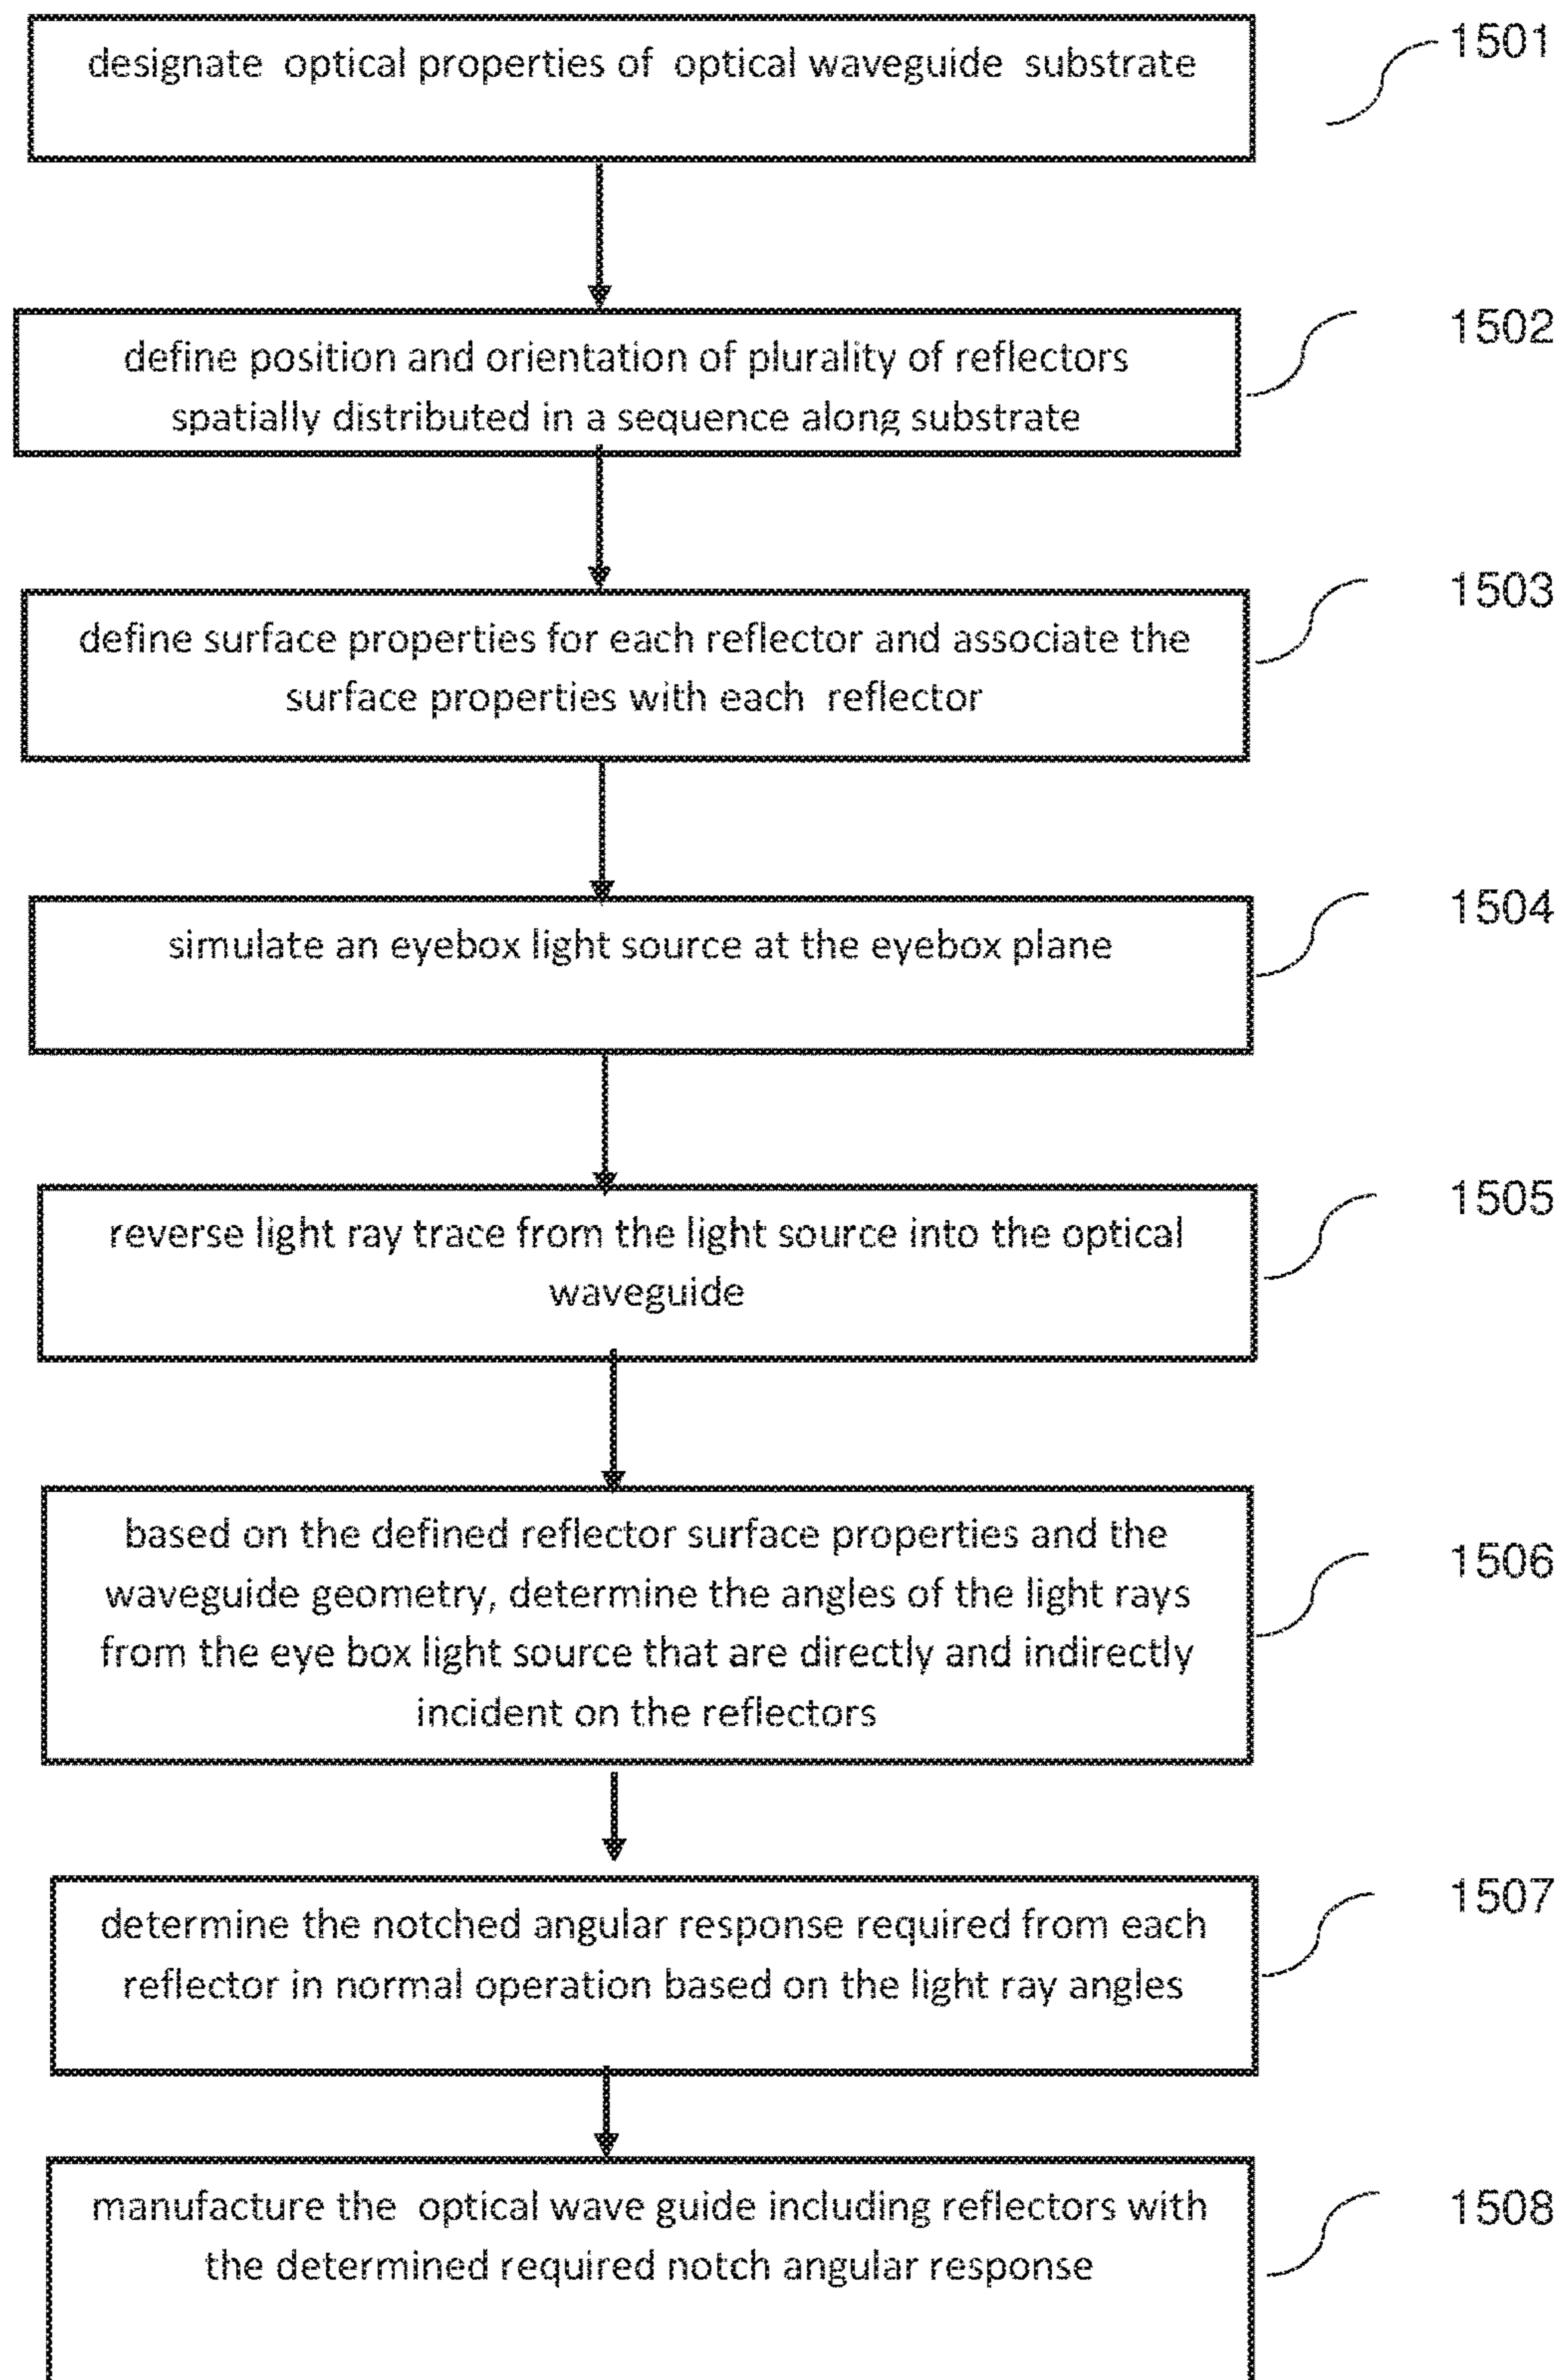 designate optical properties of optical waveguide substrate
1501
define position and orientation of plurality of reflectors
spatially distributed in a sequence along substrate
1502
define surface properties for each reflector and associate the
surface properties with each reflector
1503
simulate an eyebox light source at the eyebox plane
1504
reverse light ray trace from the light source into the optical
waveguide
1505
based on the defined reflector surface properties and the
waveguide geometry, determine the angles of the light rays
from the eye box light source that are directly and indirectly
incident on the reflectors
1506
determine the notched angular response required from each
reflector in normal operation based on the light ray angles
1507
manufacture the optical wave guide including reflectors with
the determined required notch angular response
1508